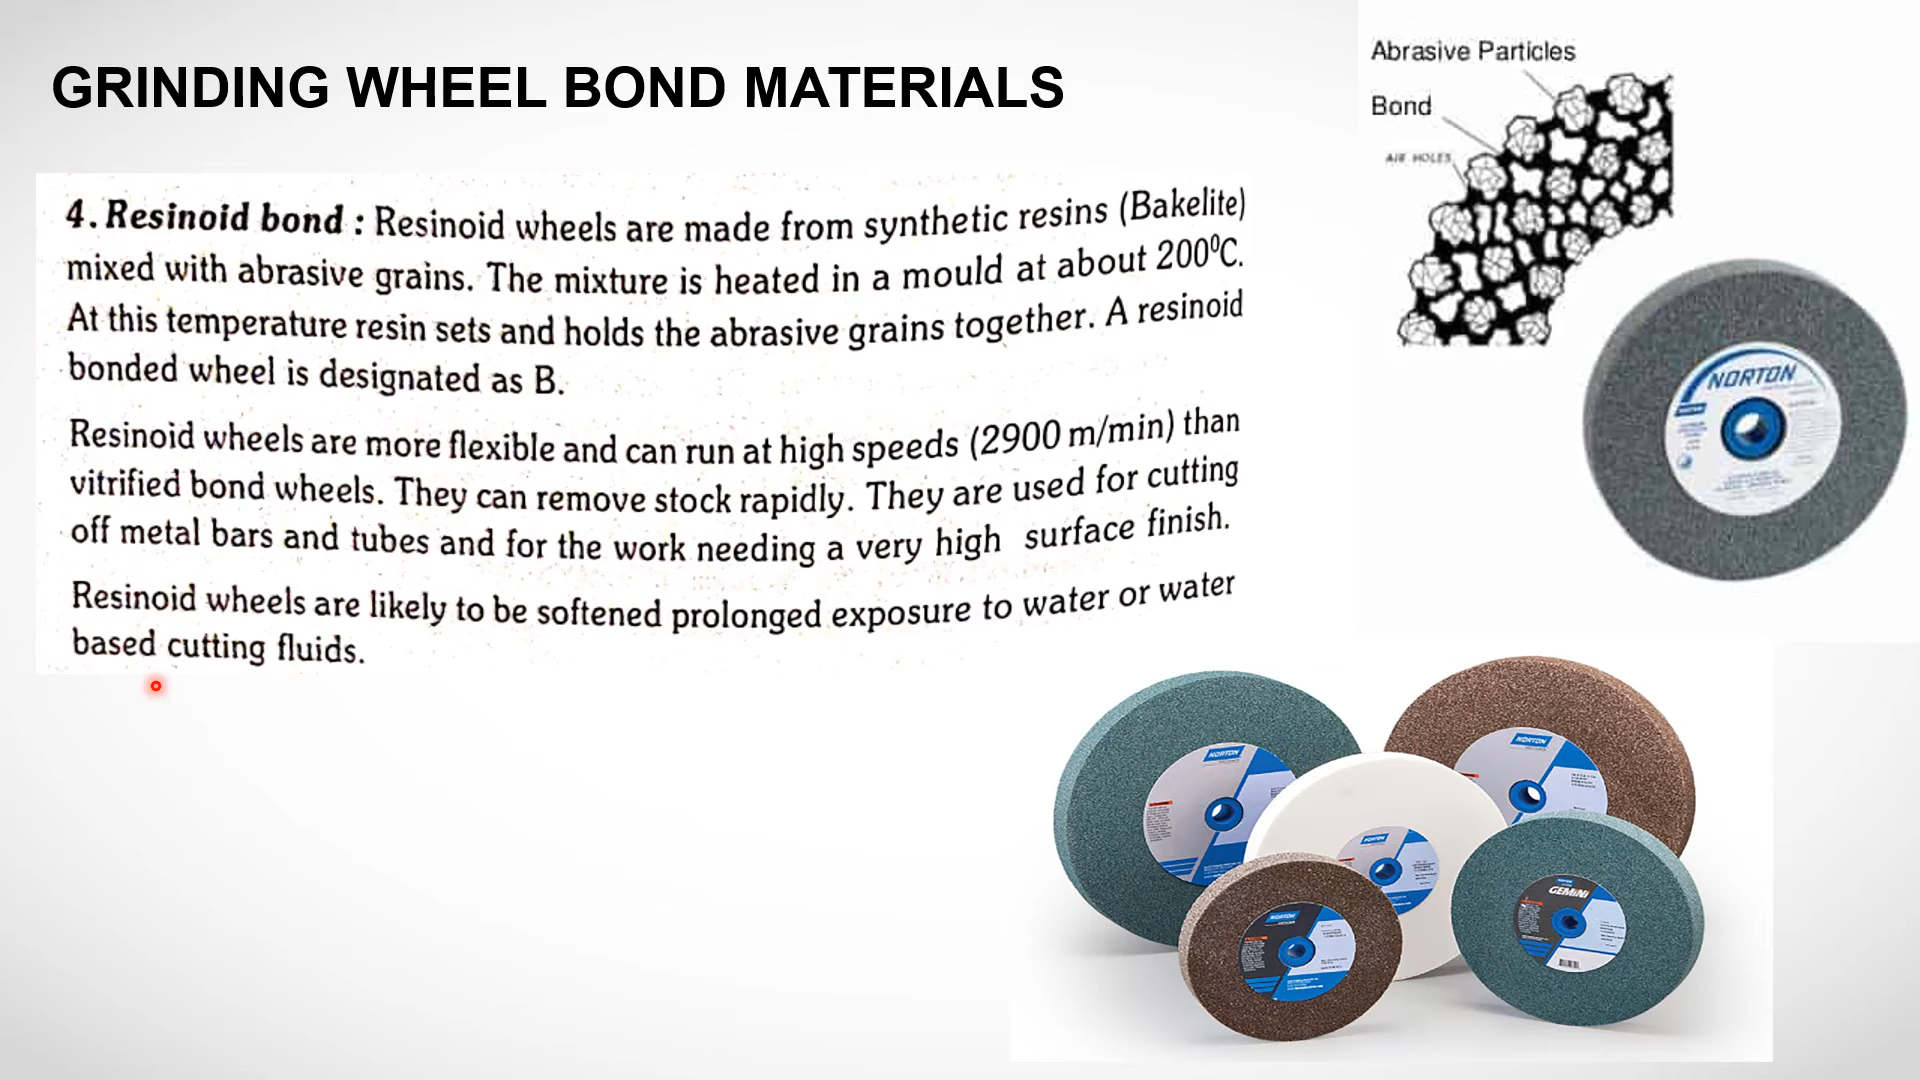 GRINDING WHEEL BOND MATERIALS
4. Resinoid bond : Resinoid wheels are made from synthetic resins (Bakelite)
mixed with abrasive grains. The mixture is heated in a mould at about 200⁰C.
At this temperature resin sets and holds the abrasive grains together. A resinoid
bonded wheel is designated as B.
Resinoid wheels are more flexible and can run at high speeds (2900 m/min) than
vitrified bond wheels. They can remove stock rapidly. They are used for cutting
off metal bars and tubes and for the work needing a very high surface finish.
Resinoid wheels are likely to be softened prolonged exposure to water or water
based cutting fluids.
Abrasive Particles
Bond
AIR HOLES
NORTON
NORTON
NORTON
NORTON
NORTON
NORTON
GEMINI